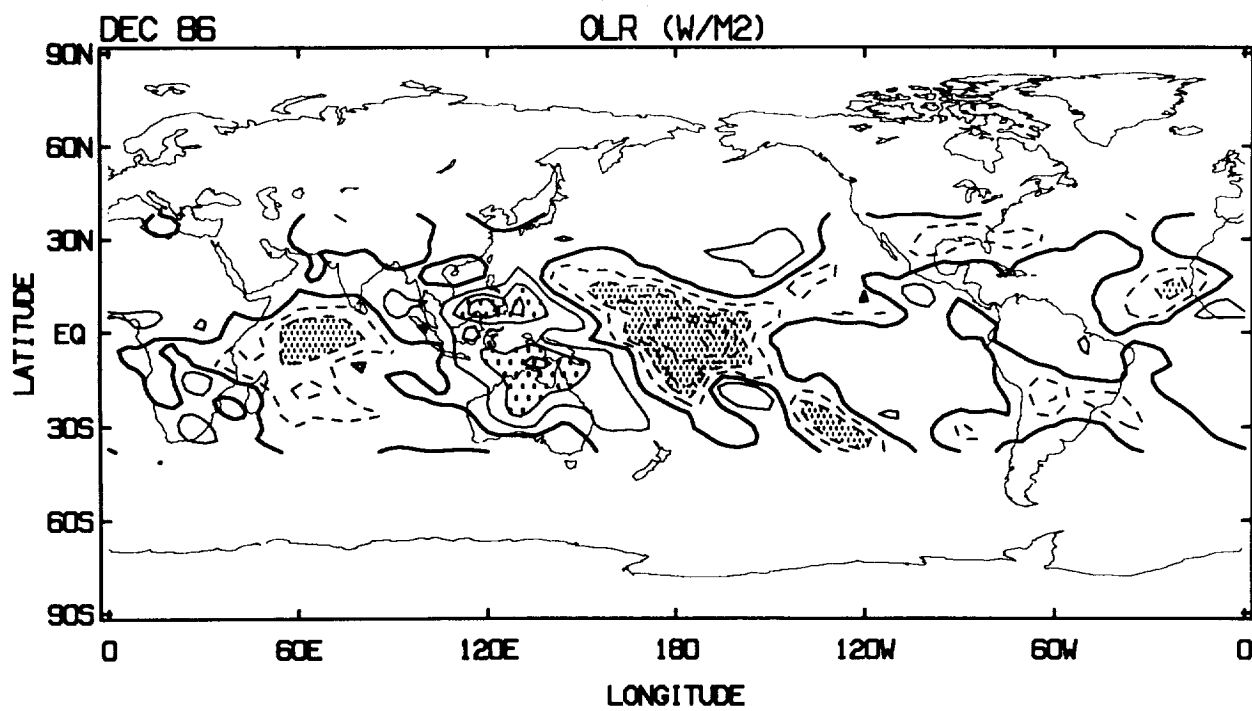 DEC 86 OLR (W/M2)
90N
60N
30N
EQ
30S
60S
90S
LATITUDE
0 60E 120E 180 120W 60W 0
LONGITUDE